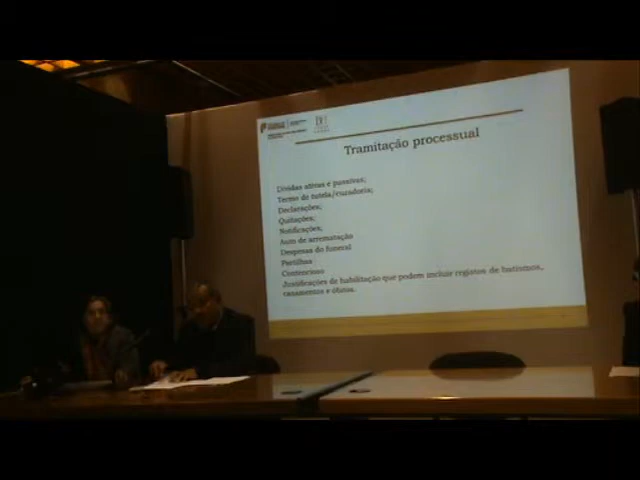 Tramitação processual
Dívidas ativas e passivas;
Termo de tutela/curadoria;
Declarações;
Quitações;
Notificações;
Auto de arrematação
Despesas do funeral
Partilhas
Contencioso
Justificações de habilitação que podem incluir registos de batismos,
casamentos e óbitos.